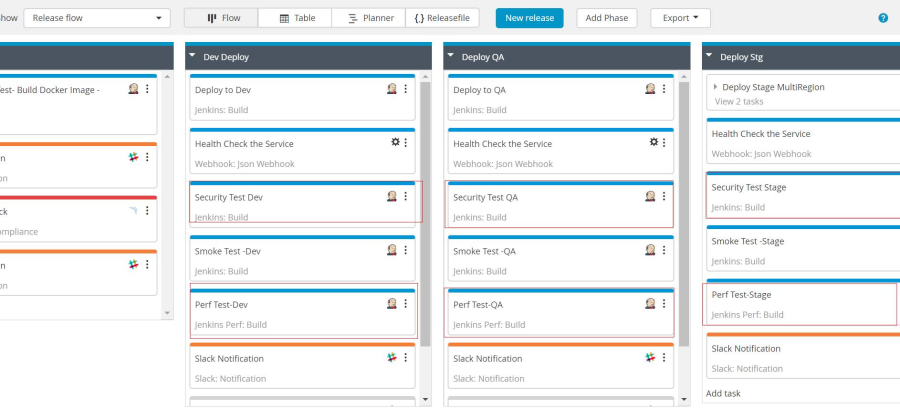 how Release flow
Flow
Table
Planner
{} Releasefile
New release
Add Phase
Export
?
est- Build Docker Image -
n
on
ck
ompliance
n
on
Dev Deploy
Deploy to Dev
Jenkins: Build
Health Check the Service
Webhook: Json Webhook
Security Test Dev
Jenkins: Build
Smoke Test -Dev
Jenkins: Build
Perf Test-Dev
Jenkins Perf: Build
Slack Notification
Slack: Notification
Deploy QA
Deploy to QA
Jenkins: Build
Health Check the Service
Webhook: Json Webhook
Security Test QA
Jenkins: Build
Smoke Test -QA
Jenkins: Build
Perf Test-QA
Jenkins Perf: Build
Slack Notification
Slack: Notification
Deploy Stg
Deploy Stage MultiRegion
View 2 tasks
Health Check the Service
Webhook: Json Webhook
Security Test Stage
Jenkins: Build
Smoke Test -Stage
Jenkins: Build
Perf Test-Stage
Jenkins Perf: Build
Slack Notification
Slack: Notification
Add task